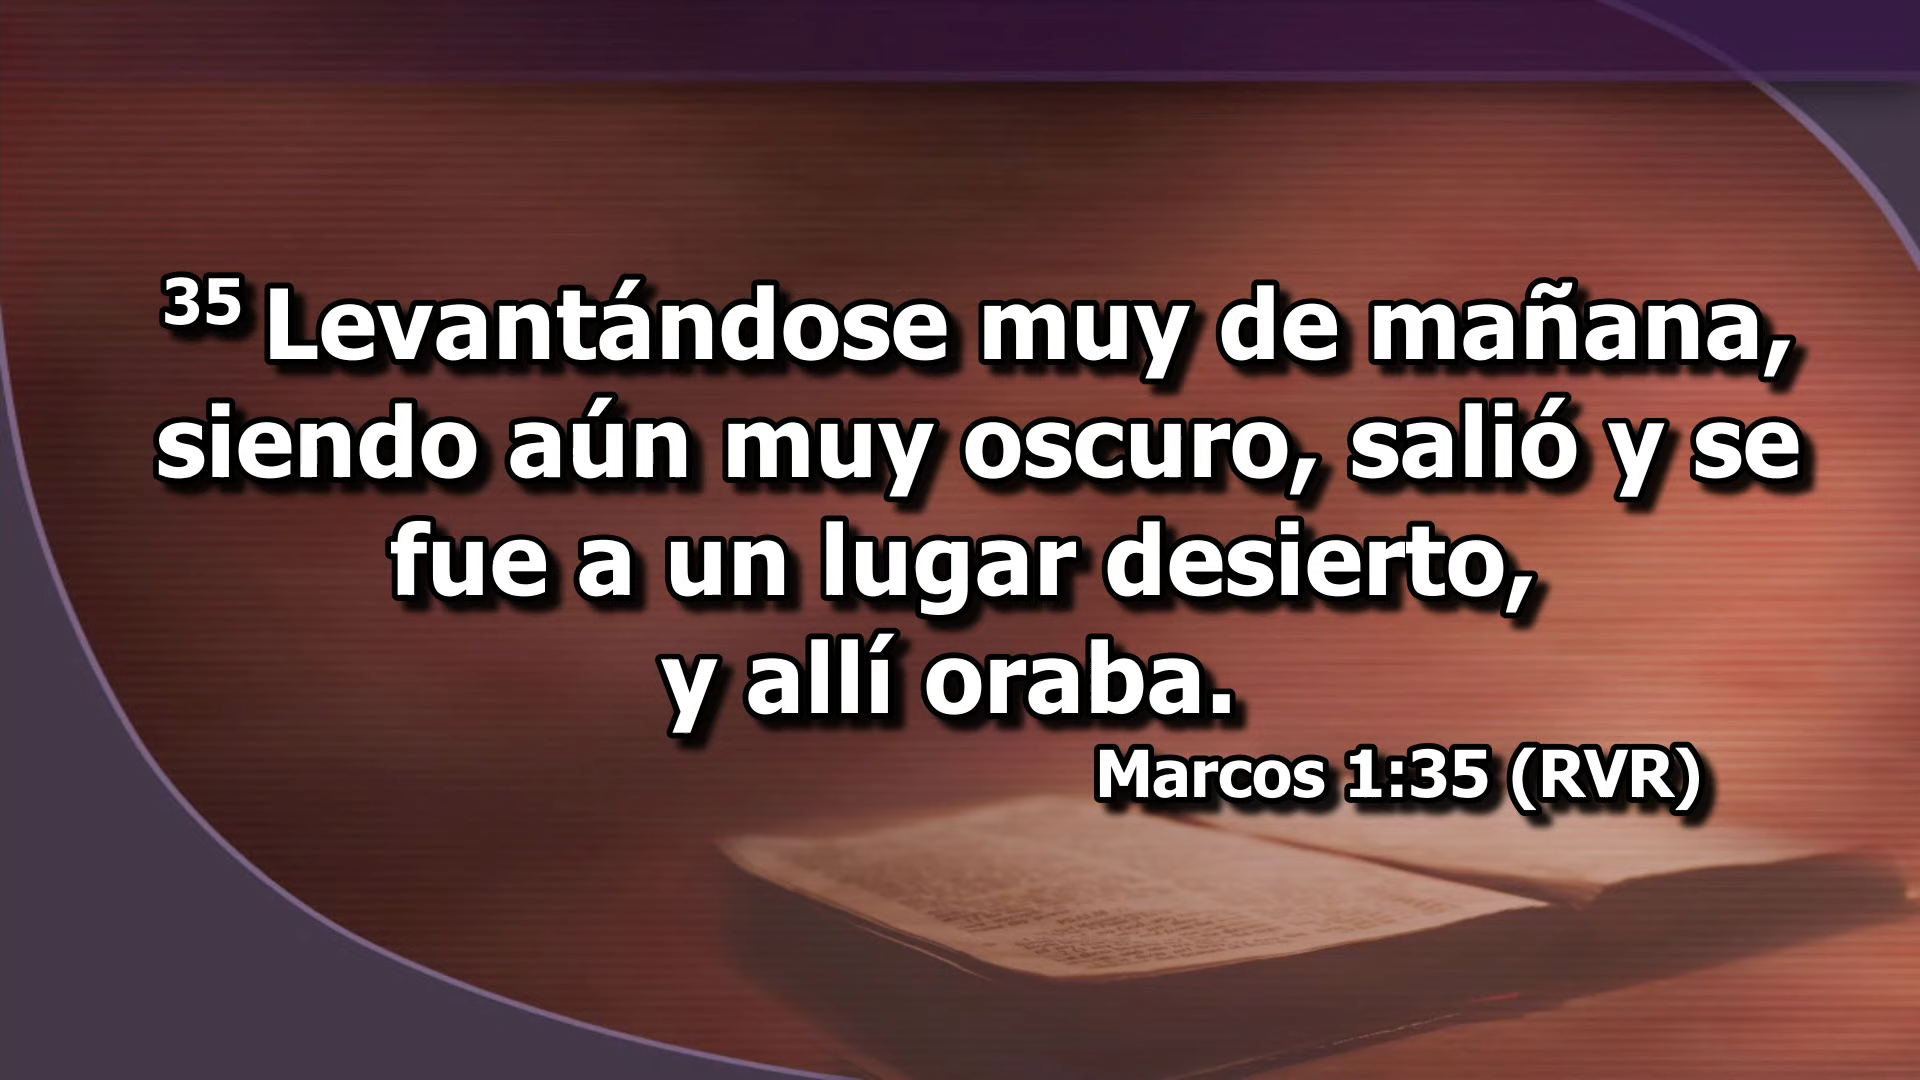 35 Levantándose muy de mañana,
siendo aún muy oscuro, salió y se
fue a un lugar desierto,
y allí oraba.
Marcos 1:35 (RVR)